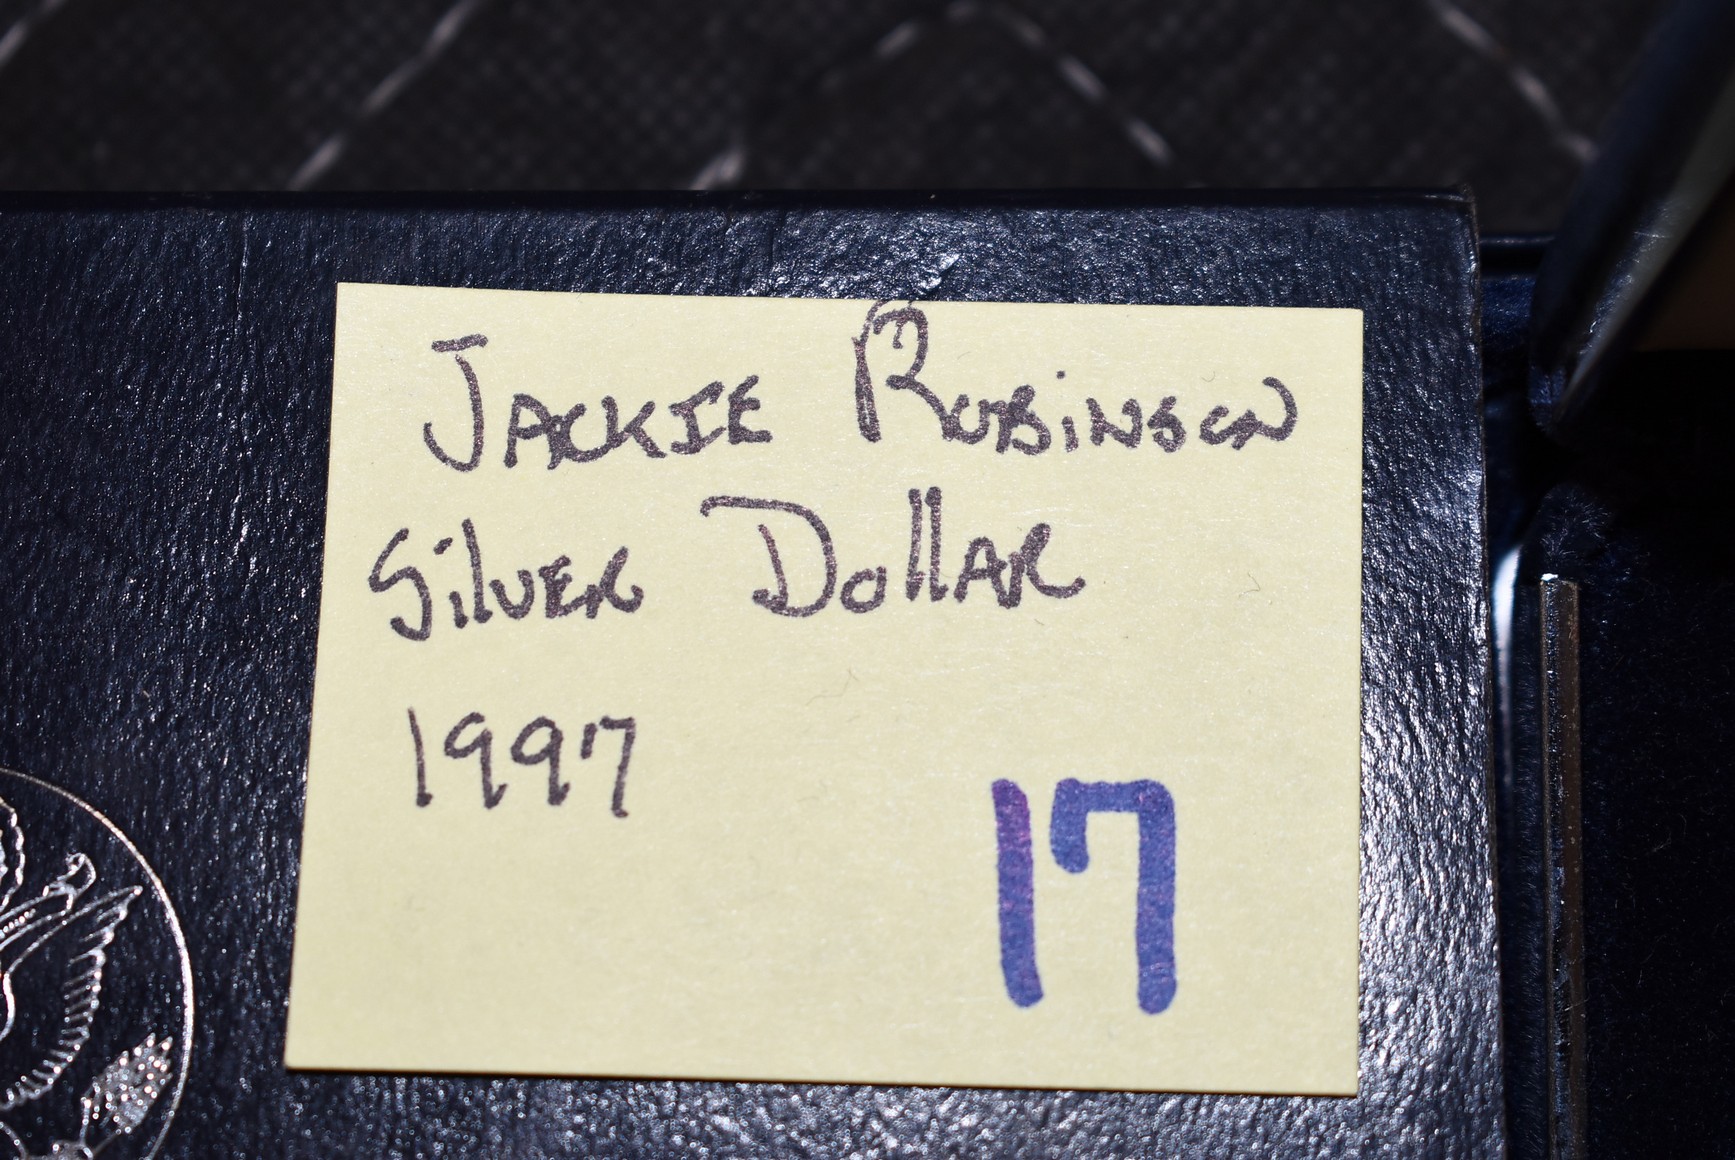 Jackie Robinson
Silver Dollar
1997
17